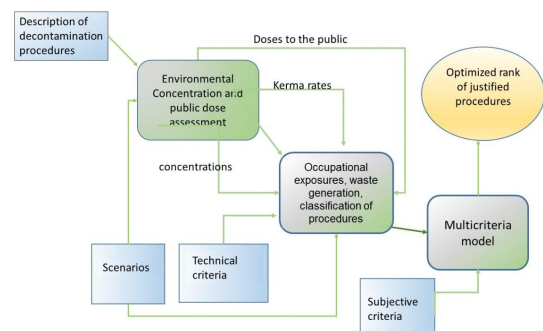 Description of
decontamination
procedures
Doses to the public
Environmental
Concentration and
public dose
assessment
Kerma rates
Optimized rank
of justified
procedures
concentrations
Occupational
exposures, waste
generation,
classification of
procedures
Multicriteria
model
Scenarios
Technical
criteria
Subjective
criteria